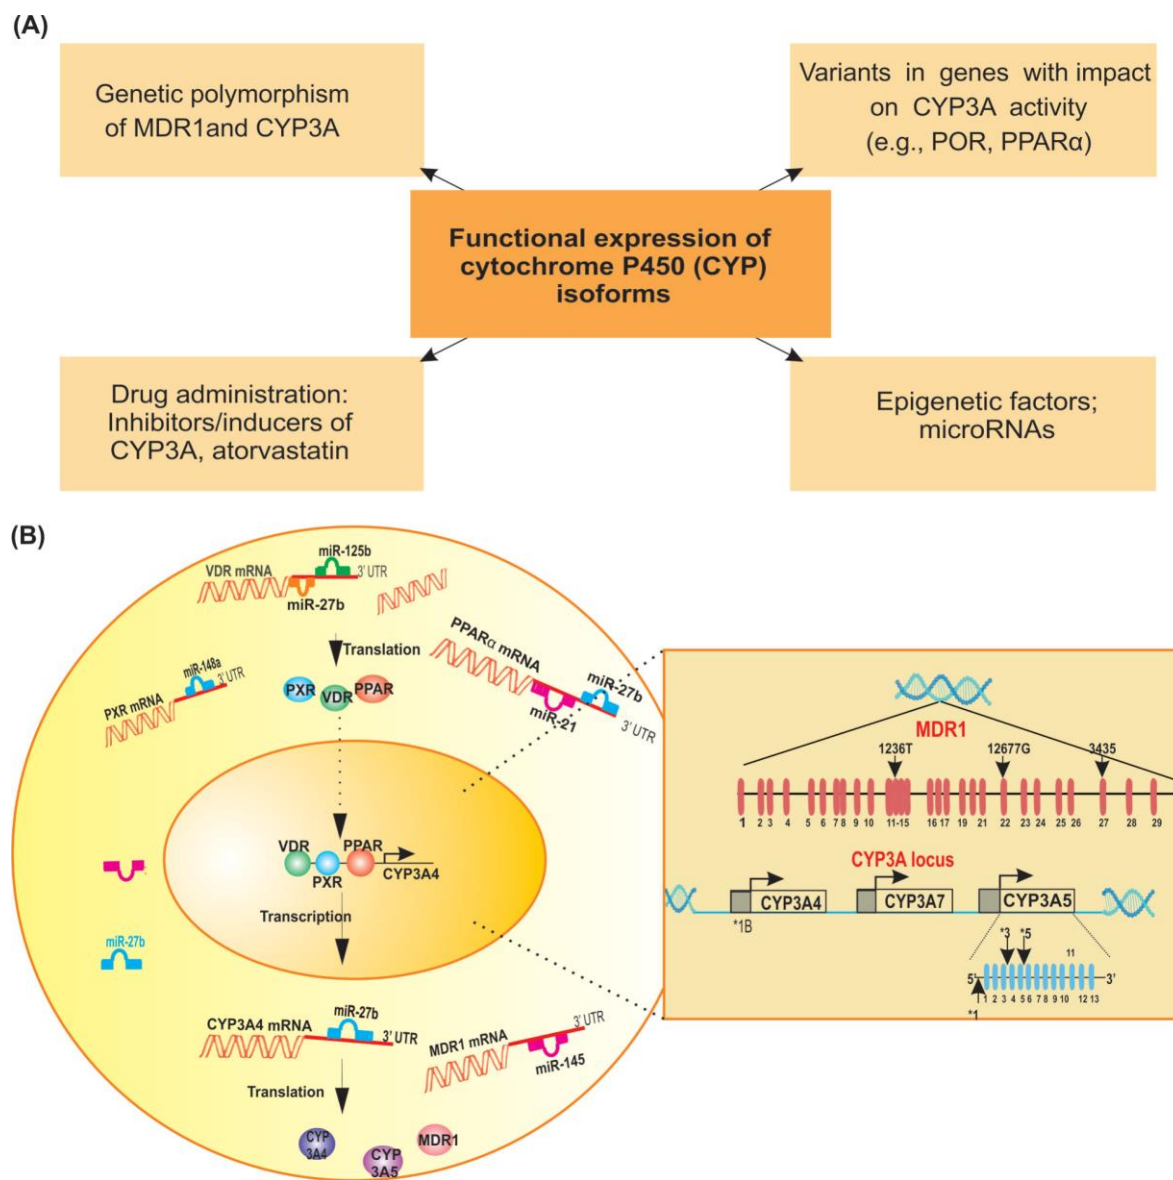 (A)
Genetic polymorphism
of MDR1and CYP3A
Variants in genes with impact
on CYP3A activity
(e.g., POR, PPARα)
Functional expression of
cytochrome P450 (CYP)
isoforms
Drug administration:
Inhibitors/inducers of
CYP3A, atorvastatin
Epigenetic factors;
microRNAs
(B)
miR-125b
VDR mRNA
3' UTR
miR-27b
Translation
PPARα mRNA
miR-27b
miR-21
3' UTR
miR-148a
3' UTR
PXR mRNA
PXR
VDR
PPAR
VDR
PPAR
PXR
CYP3A4
Transcription
miR-27b
miR-27b
CYP3A4 mRNA
3' UTR
MDR1 mRNA
3' UTR
miR-145
Translation
CYP
3A4
CYP
3A5
MDR1
MDR1
1236T
12677G
3435
1 2 3 4 5 6 7 8 9 10 11-15 16 17 19 21 22 23 24 25 26 27 28 29
CYP3A locus
CYP3A4
CYP3A7
CYP3A5
*1B
*3
*5
11
5'
3'
1 2 3 4 5 6 7 8 9 10 12 13
*1